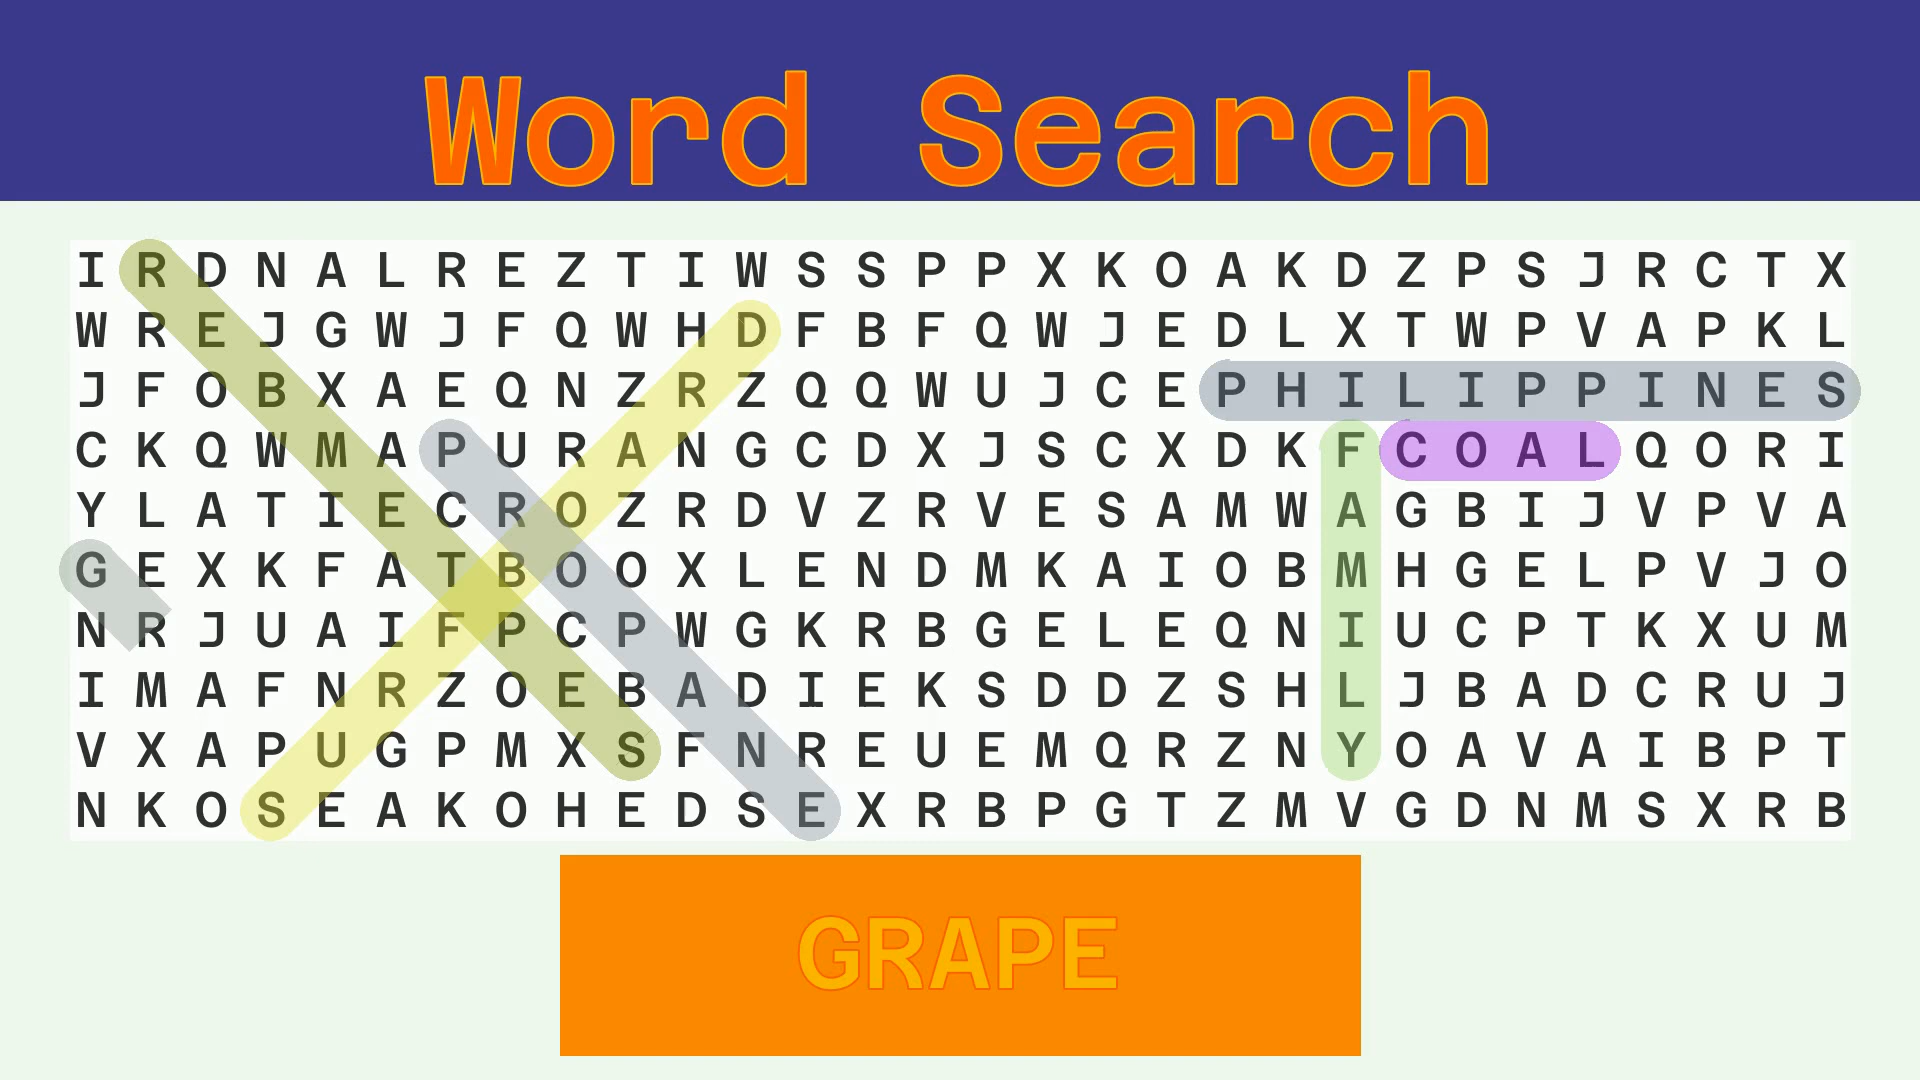 Word Search
I R D N A L R E Z T I W S S P P X K O A K D Z P S J R C T X
W R E J G W J F Q W H D F B F Q W J E D L X T W P V A P K L
J F O B X A E Q N Z R Z Q Q W U J C E P H I L I P P I N E S
C K Q W M A P U R A N G C D X J S C X D K F C O A L Q O R I
Y L A T I E C R O Z R D V Z R V E S A M W A G B I J V P V A
G E X K F A T B O O X L E N D M K A I O B M H G E L P V J O
N R J U A I F P C P W G K R B G E L E Q N I U C P T K X U M
I M A F N R Z O E B A D I E K S D D Z S H L J B A D C R U J
V X A P U G P M X S F N R E U E M Q R Z N Y O A V A I B P T
N K O S E A K O H E D S E X R B P G T Z M V G D N M S X R B
GRAPE